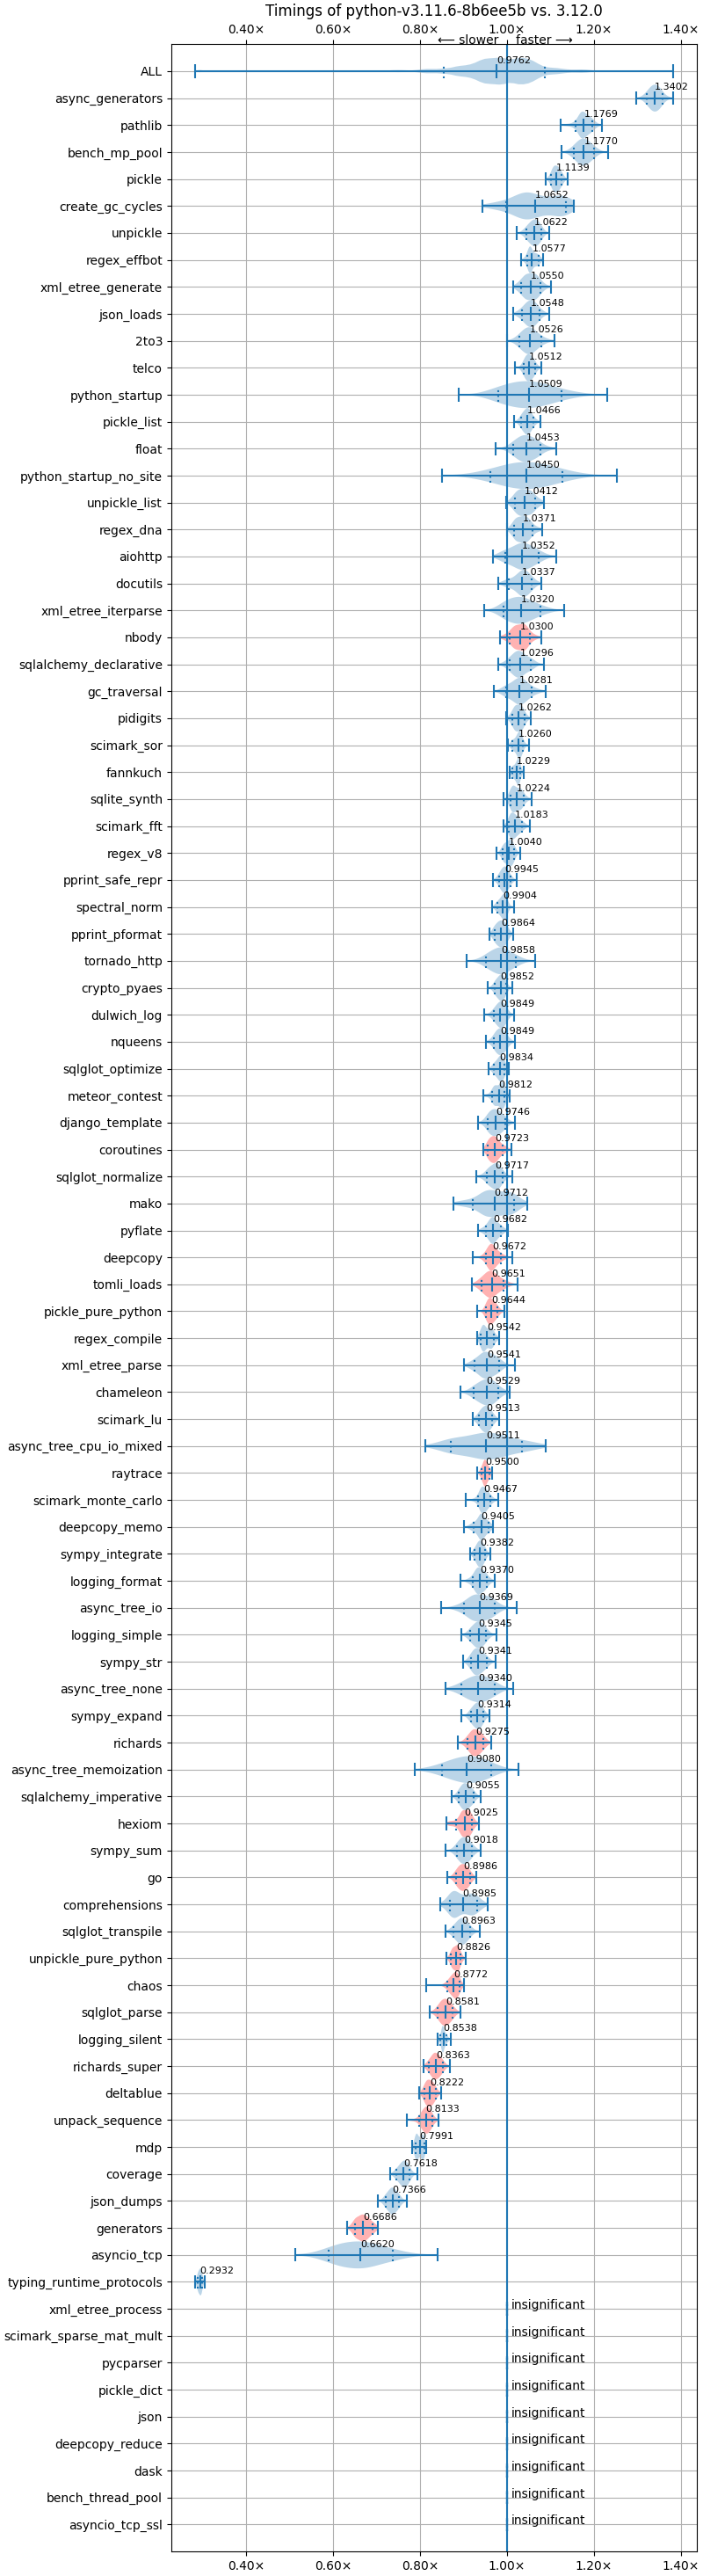 Timings of python-v3.11.6-8b6ee5b vs. 3.12.0
0.40× 0.60× 0.80× 1.00× 1.20× 1.40×
⟵ slower faster ⟶
ALL 0.9762
async_generators 1.3402
pathlib 1.1769
bench_mp_pool 1.1770
pickle 1.1139
create_gc_cycles 1.0652
unpickle 1.0622
regex_effbot 1.0577
xml_etree_generate 1.0550
json_loads 1.0548
2to3 1.0526
telco 1.0512
python_startup 1.0509
pickle_list 1.0466
float 1.0453
python_startup_no_site 1.0450
unpickle_list 1.0412
regex_dna 1.0371
aiohttp 1.0352
docutils 1.0337
xml_etree_iterparse 1.0320
nbody 1.0300
sqlalchemy_declarative 1.0296
gc_traversal 1.0281
pidigits 1.0262
scimark_sor 1.0260
fannkuch 1.0229
sqlite_synth 1.0224
scimark_fft 1.0183
regex_v8 1.0040
pprint_safe_repr 0.9945
spectral_norm 0.9904
pprint_pformat 0.9864
tornado_http 0.9858
crypto_pyaes 0.9852
dulwich_log 0.9849
nqueens 0.9849
sqlglot_optimize 0.9834
meteor_contest 0.9812
django_template 0.9746
coroutines 0.9723
sqlglot_normalize 0.9717
mako 0.9712
pyflate 0.9682
deepcopy 0.9672
tomli_loads 0.9651
pickle_pure_python 0.9644
regex_compile 0.9542
xml_etree_parse 0.9541
chameleon 0.9529
scimark_lu 0.9513
async_tree_cpu_io_mixed 0.9511
raytrace 0.9500
scimark_monte_carlo 0.9467
deepcopy_memo 0.9405
sympy_integrate 0.9382
logging_format 0.9370
async_tree_io 0.9369
logging_simple 0.9345
sympy_str 0.9341
async_tree_none 0.9340
sympy_expand 0.9314
richards 0.9275
async_tree_memoization 0.9080
sqlalchemy_imperative 0.9055
hexiom 0.9025
sympy_sum 0.9018
go 0.8986
comprehensions 0.8985
sqlglot_transpile 0.8963
unpickle_pure_python 0.8826
chaos 0.8772
sqlglot_parse 0.8581
logging_silent 0.8538
richards_super 0.8363
deltablue 0.8222
unpack_sequence 0.8133
mdp 0.7991
coverage 0.7618
json_dumps 0.7366
generators 0.6686
asyncio_tcp 0.6620
typing_runtime_protocols 0.2932
xml_etree_process insignificant
scimark_sparse_mat_mult insignificant
pycparser insignificant
pickle_dict insignificant
json insignificant
deepcopy_reduce insignificant
dask insignificant
bench_thread_pool insignificant
asyncio_tcp_ssl insignificant
0.40× 0.60× 0.80× 1.00× 1.20× 1.40×